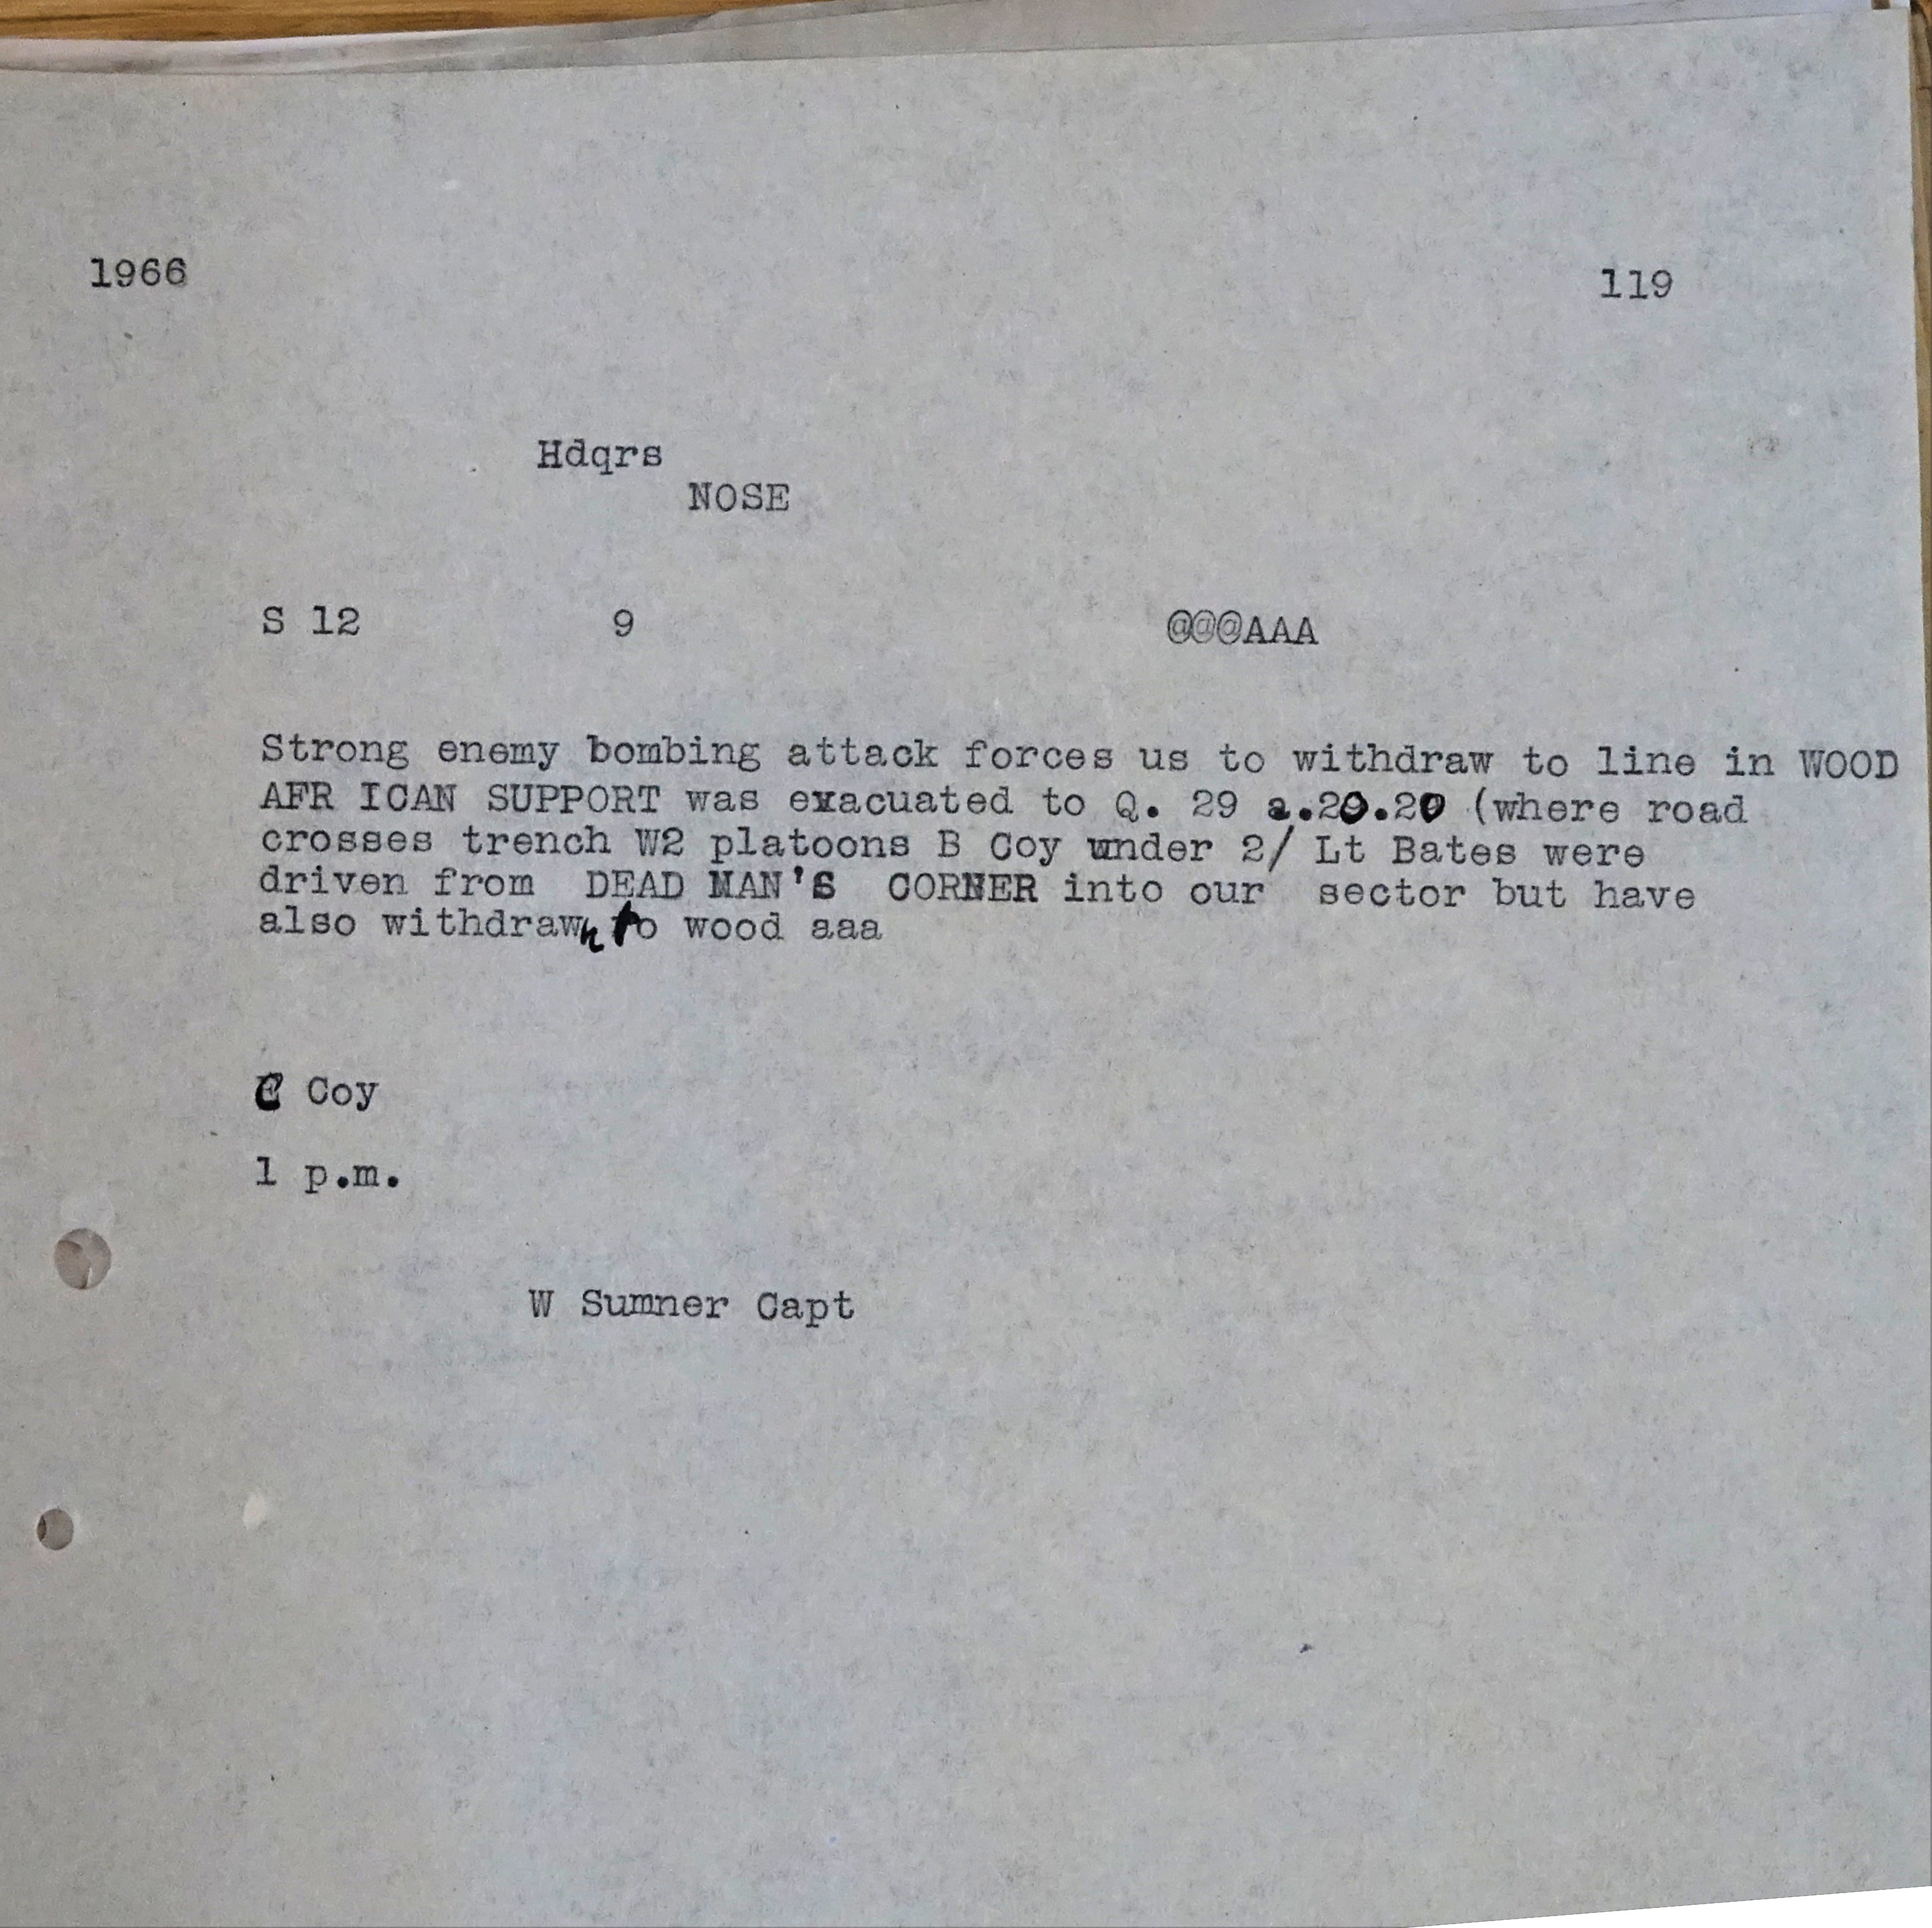 1966 119
Hdqrs
NOSE
S 12 9 @@@AAA
Strong enemy bombing attack forces us to withdraw to line in WOOD
AFR ICAN SUPPORT was exacuated to Q. 29 a.20.20 (where road
crosses trench W2 platoons B Coy under 2/ Lt Bates were
driven from DEAD MAN'S CORNER into our sector but have
also withdrawn to wood aaa
C Coy
1 p.m.
W Sumner Capt